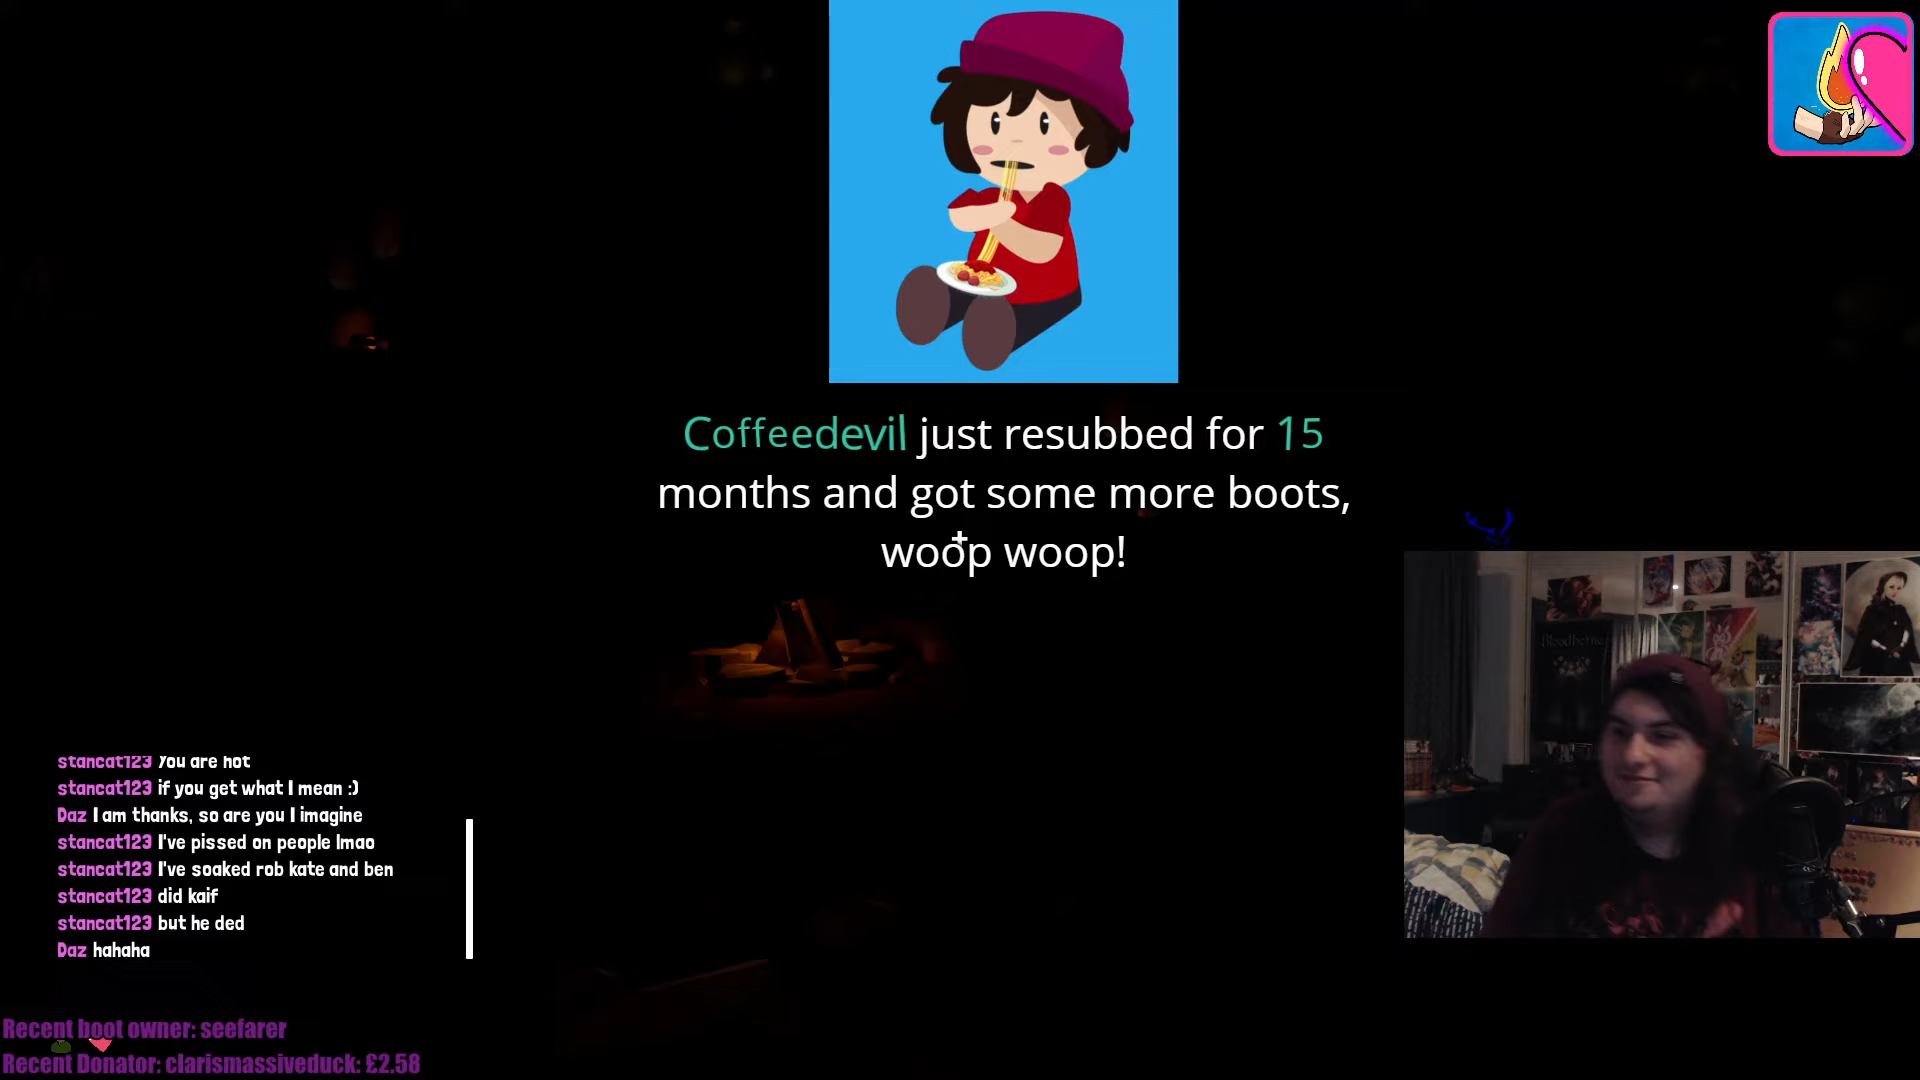 Coffeedevil just resubbed for 15
months and got some more boots,
woop woop!
Bloodborne
stancat123 You are hot
stancat123 if you get what I mean :)
Daz I am thanks, so are you I imagine
stancat123 I've pissed on people lmao
stancat123 I've soaked rob kate and ben
stancat123 did kaif
stancat123 but he ded
Daz hahaha
Recent boot owner: seefarer
Recent Donator: clarismassiveduck: £2.58